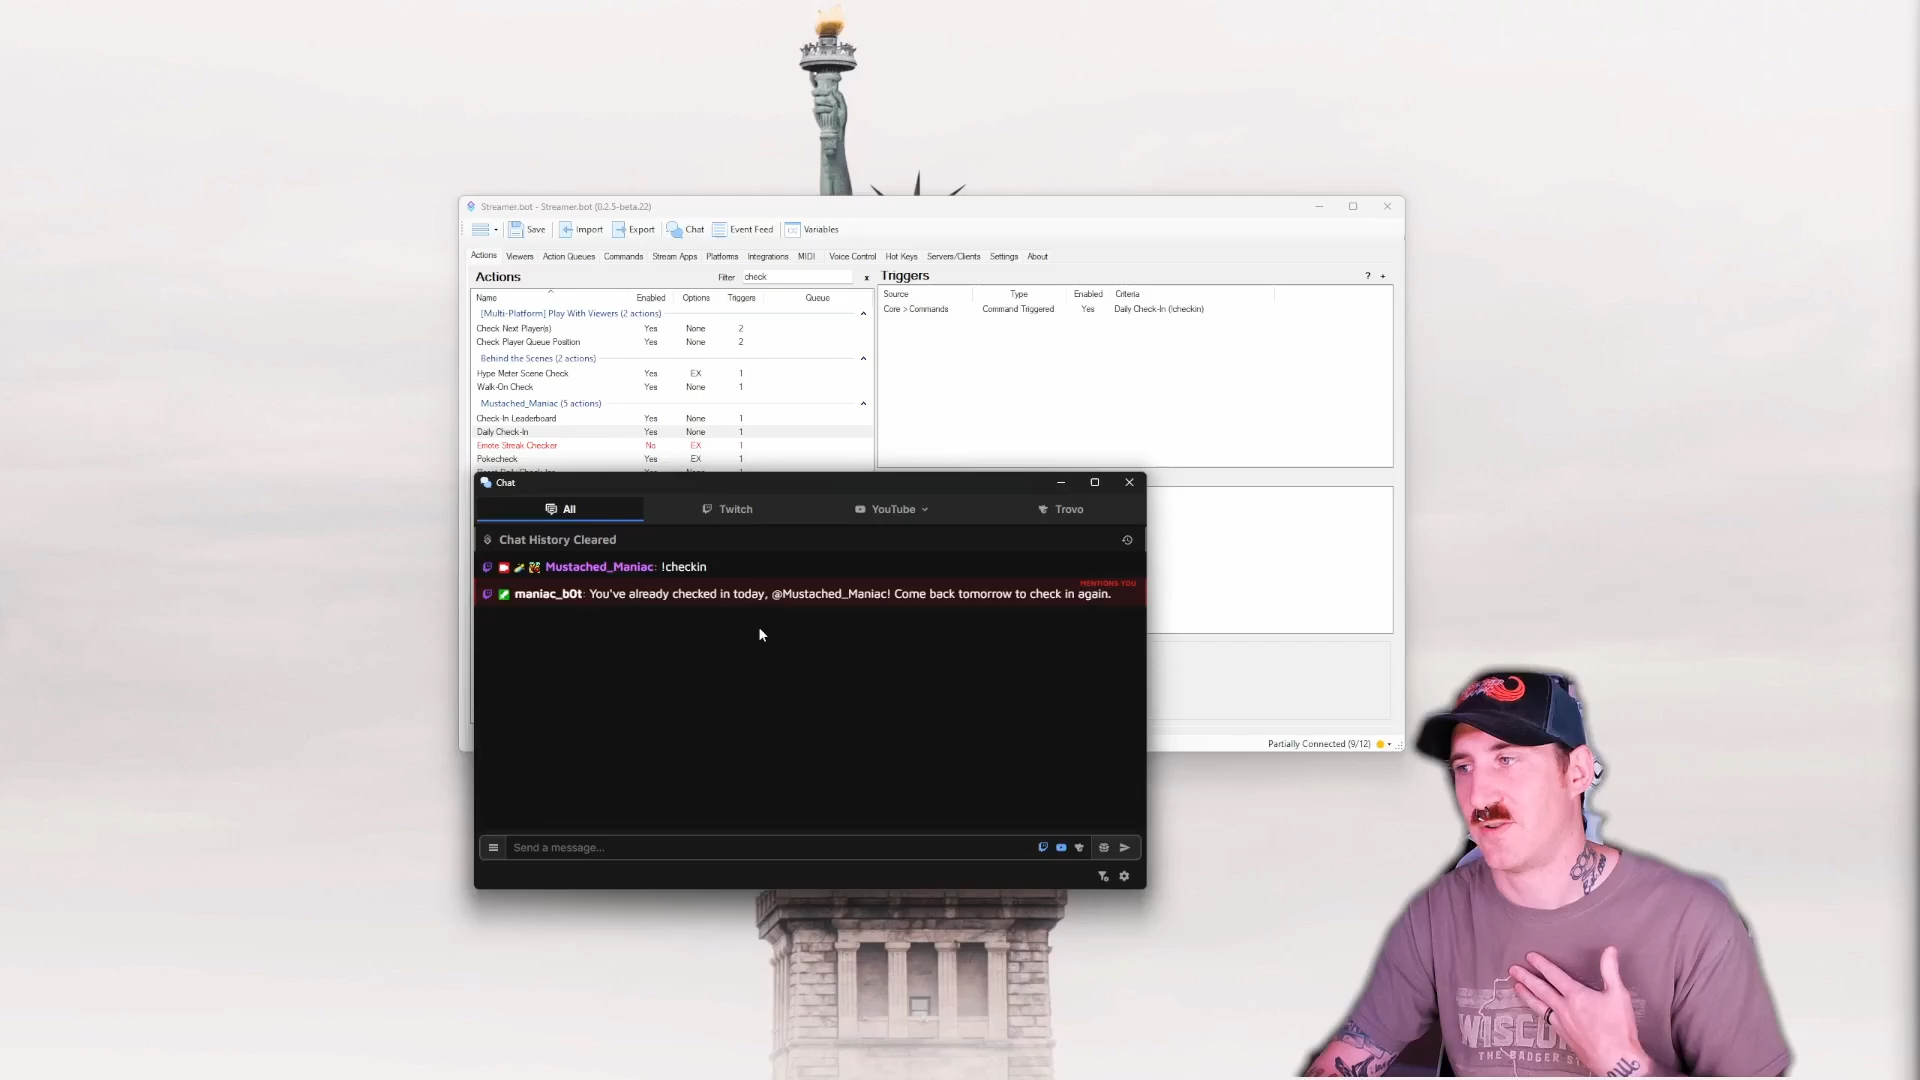 Streamer.bot - Streamer.bot (0.2.5-beta.22)
Save Import Export Chat Event Feed Variables
Actions Viewers Action Queues Commands Stream Apps Platforms Integrations MIDI Voice Control Hot Keys Servers/Clients Settings About
Actions Filter check x
Name Enabled Options Triggers Queue
[Multi-Platform] Play With Viewers (2 actions)
Check Next Player(s) Yes None 2
Check Player Queue Position Yes None 2
Behind the Scenes (2 actions)
Hype Meter Scene Check Yes EX 1
Walk-On Check Yes None 1
Mustached_Maniac (5 actions)
Check-In Leaderboard Yes None 1
Daily Check-In Yes None 1
Emote Streak Checker No EX 1
Pokecheck Yes EX 1
Triggers ? +
Source Type Enabled Criteria
Core > Commands Command Triggered Yes Daily Check-In (!checkin)
Chat
All Twitch YouTube Trovo
Chat History Cleared
Mustached_Maniac: !checkin
MENTIONS YOU
maniac_b0t: You've already checked in today, @Mustached_Maniac! Come back tomorrow to check in again.
Send a message...
Partially Connected (9/12)
THE BADGER